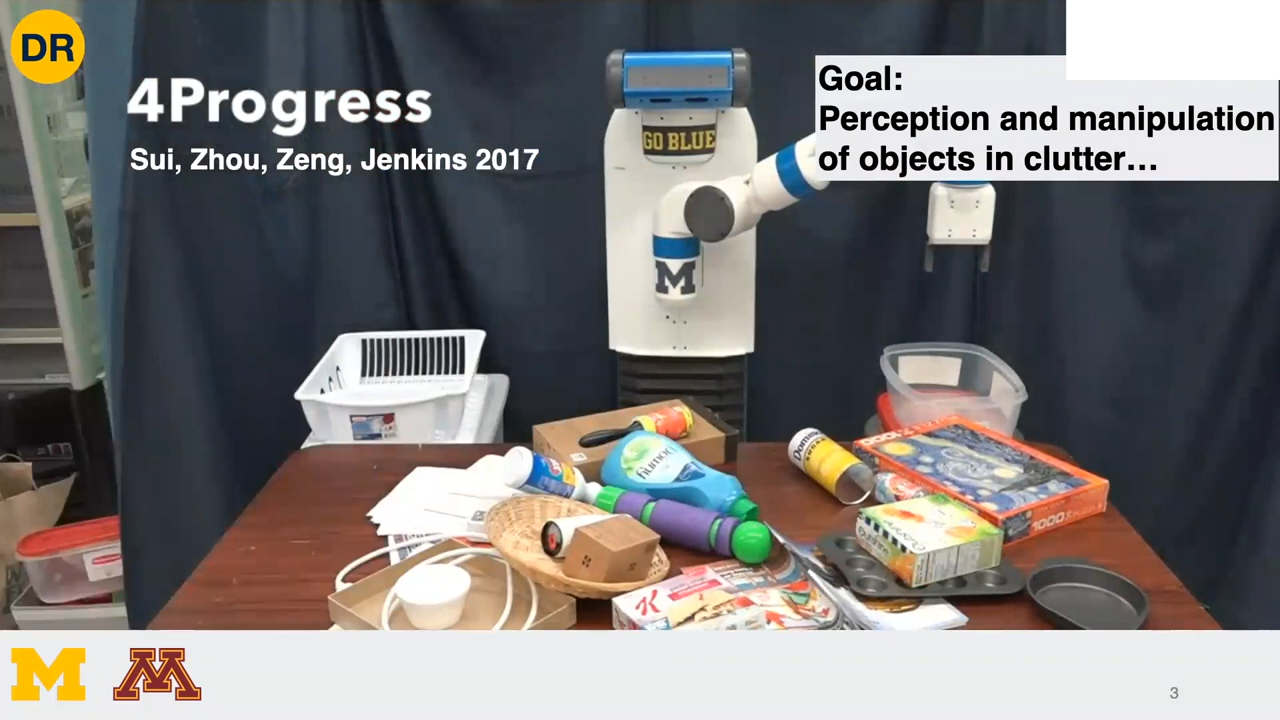 DR
4Progress
Sui, Zhou, Zeng, Jenkins 2017
Goal:
Perception and manipulation
of objects in clutter…
GO BLUE
M
1000
M
M
3